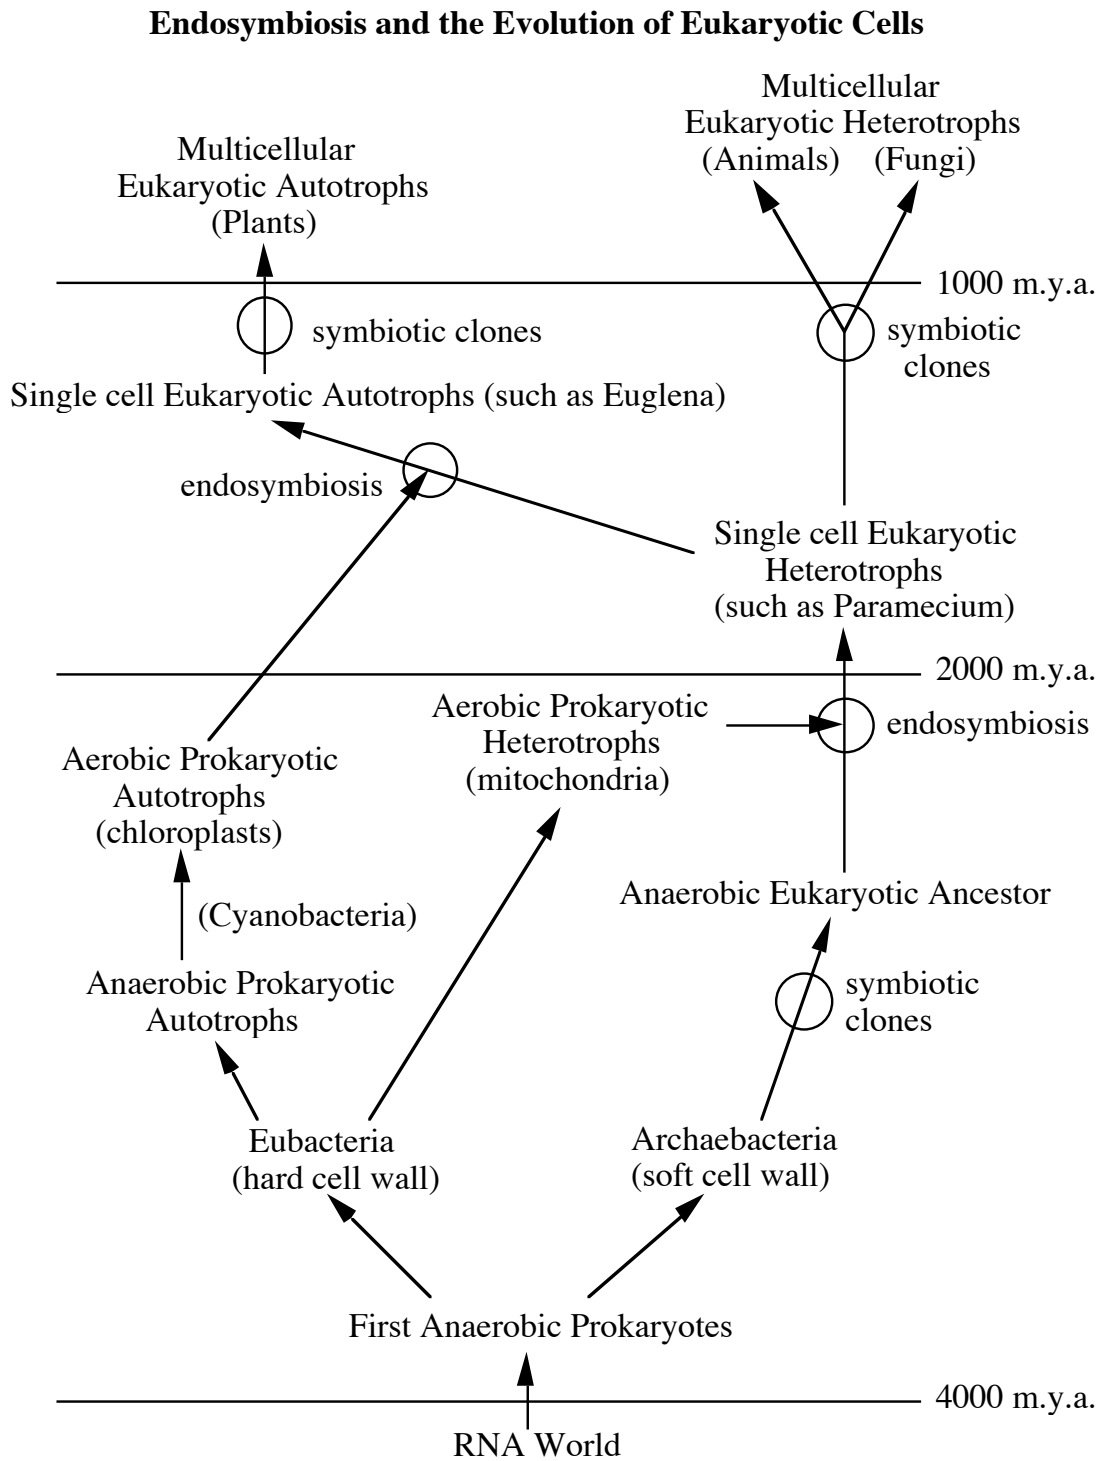 Endosymbiosis and the Evolution of Eukaryotic Cells
Multicellular
Eukaryotic Heterotrophs
(Animals) (Fungi)
Multicellular
Eukaryotic Autotrophs
(Plants)
1000 m.y.a.
symbiotic clones
symbiotic
clones
Single cell Eukaryotic Autotrophs (such as Euglena)
endosymbiosis
Single cell Eukaryotic
Heterotrophs
(such as Paramecium)
2000 m.y.a.
Aerobic Prokaryotic
Heterotrophs
(mitochondria)
endosymbiosis
Aerobic Prokaryotic
Autotrophs
(chloroplasts)
Anaerobic Eukaryotic Ancestor
(Cyanobacteria)
Anaerobic Prokaryotic
Autotrophs
symbiotic
clones
Eubacteria
(hard cell wall)
Archaebacteria
(soft cell wall)
First Anaerobic Prokaryotes
4000 m.y.a.
RNA World